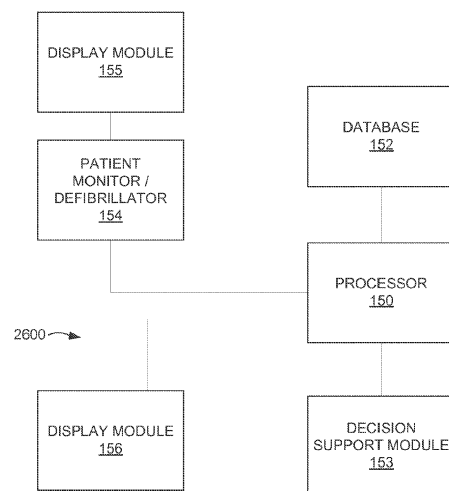 DISPLAY MODULE
155
DATABASE
152
PATIENT
MONITOR /
DEFIBRILLATOR
154
PROCESSOR
150
2600
DISPLAY MODULE
156
DECISION
SUPPORT MODULE
153